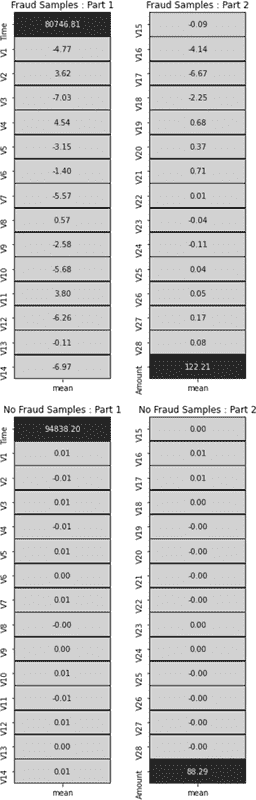 Fraud Samples : Part 1
Time 80746.81
V1 -4.77
V2 3.62
V3 -7.03
V4 4.54
V5 -3.15
V6 -1.40
V7 -5.57
V8 0.57
V9 -2.58
V10 -5.68
V11 3.80
V12 -6.26
V13 -0.11
V14 -6.97
mean
Fraud Samples : Part 2
V15 -0.09
V16 -4.14
V17 -6.67
V18 -2.25
V19 0.68
V20 0.37
V21 0.71
V22 0.01
V23 -0.04
V24 -0.11
V25 0.04
V26 0.05
V27 0.17
V28 0.08
Amount 122.21
mean
No Fraud Samples : Part 1
Time 94838.20
V1 0.01
V2 -0.01
V3 0.01
V4 -0.01
V5 0.01
V6 0.00
V7 0.01
V8 -0.00
V9 0.00
V10 0.01
V11 -0.01
V12 0.01
V13 0.00
V14 0.01
mean
No Fraud Samples : Part 2
V15 0.00
V16 0.01
V17 0.01
V18 0.00
V19 -0.00
V20 -0.00
V21 -0.00
V22 -0.00
V23 0.00
V24 0.00
V25 -0.00
V26 -0.00
V27 -0.00
V28 -0.00
Amount 88.29
mean